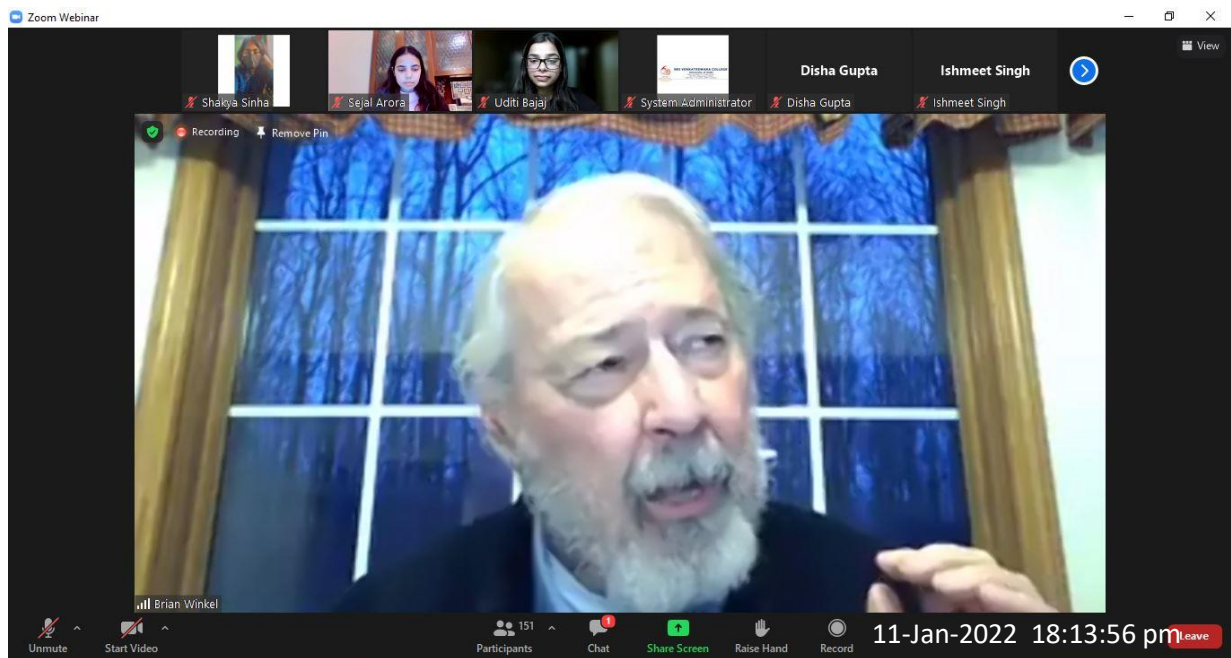 Zoom Webinar
View
Disha Gupta
Ishmeet Singh
Shakya Sinha
Sejal Arora
Uditi Bajaj
System Administrator
Disha Gupta
Ishmeet Singh
Recording
Remove Pin
Brian Winkel
Unmute
Start Video
151
Participants
1
Chat
Share Screen
Raise Hand
Record
11-Jan-2022 18:13:56 pm
Leave